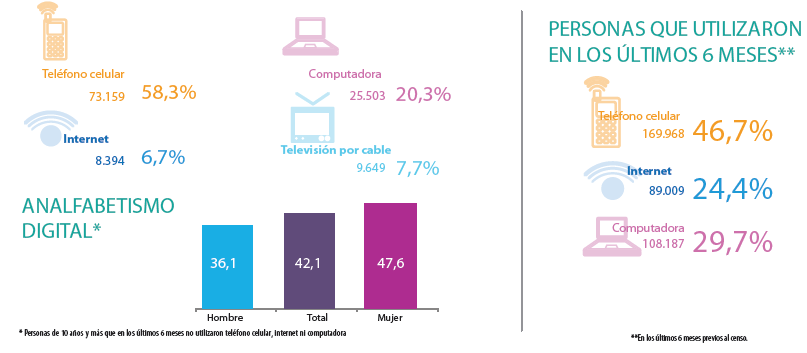 Teléfono celular
73.159 58,3%
Computadora
25.503 20,3%
Internet
8.394 6,7%
Televisión por cable
9.649 7,7%
ANALFABETISMO
DIGITAL*
36,1
42,1
47,6
Hombre
Total
Mujer
* Personas de 10 años y más que en los últimos 6 meses no utilizaron teléfono celular, internet ni computadora
PERSONAS QUE UTILIZARON
EN LOS ÚLTIMOS 6 MESES**
Teléfono celular
169.968 46,7%
Internet
89.009 24,4%
Computadora
108.187 29,7%
**En los últimos 6 meses previos al censo.